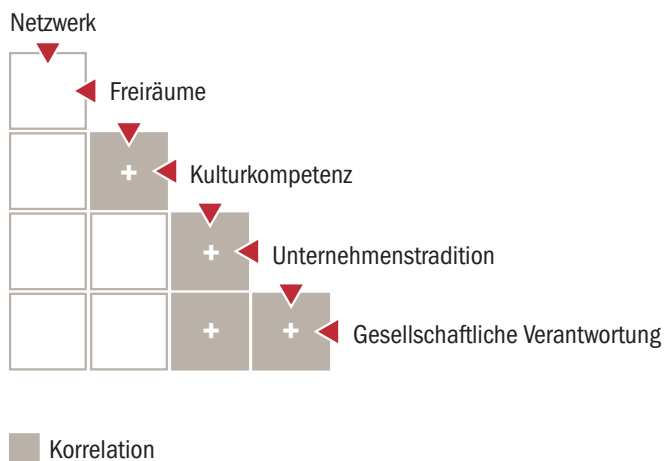 Netzwerk
Freiräume
+
Kulturkompetenz
+
Unternehmenstradition
+
+
Gesellschaftliche Verantwortung
Korrelation